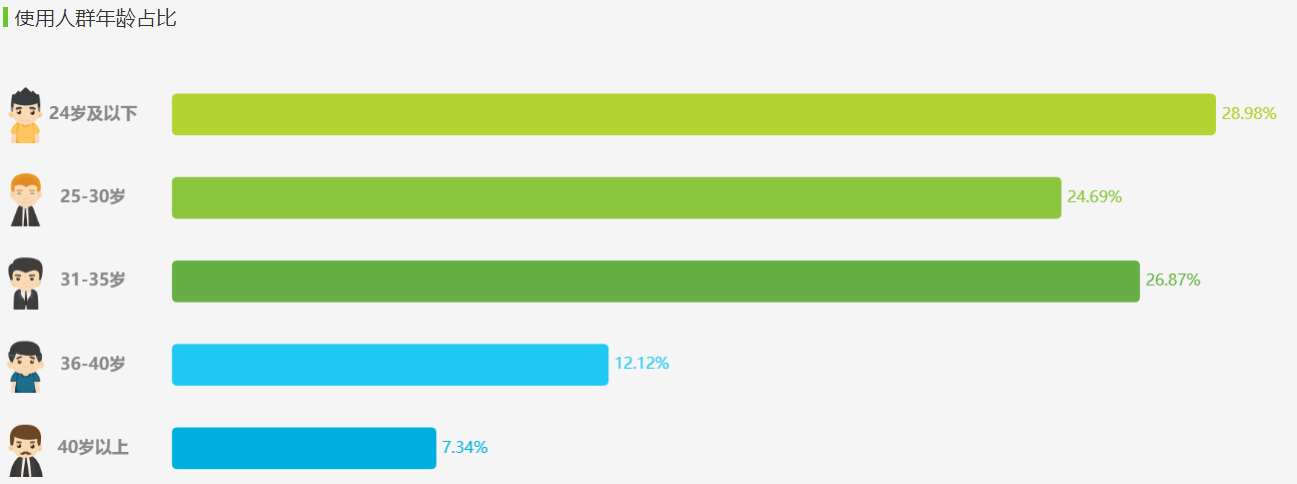 使用人群年龄占比
24岁及以下 28.98%
25-30岁 24.69%
31-35岁 26.87%
36-40岁 12.12%
40岁以上 7.34%